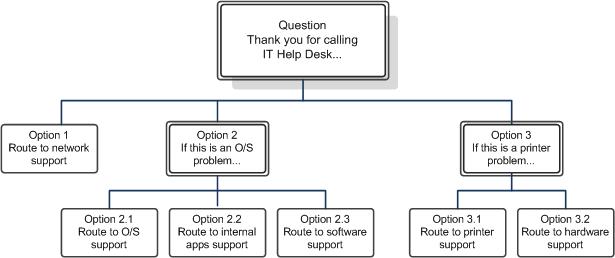 Question
Thank you for calling
IT Help Desk...
Option 1
Route to network
support
Option 2
If this is an O/S
problem...
Option 3
If this is a printer
problem...
Option 2.1
Route to O/S
support
Option 2.2
Route to internal
apps support
Option 2.3
Route to software
support
Option 3.1
Route to printer
support
Option 3.2
Route to hardware
support